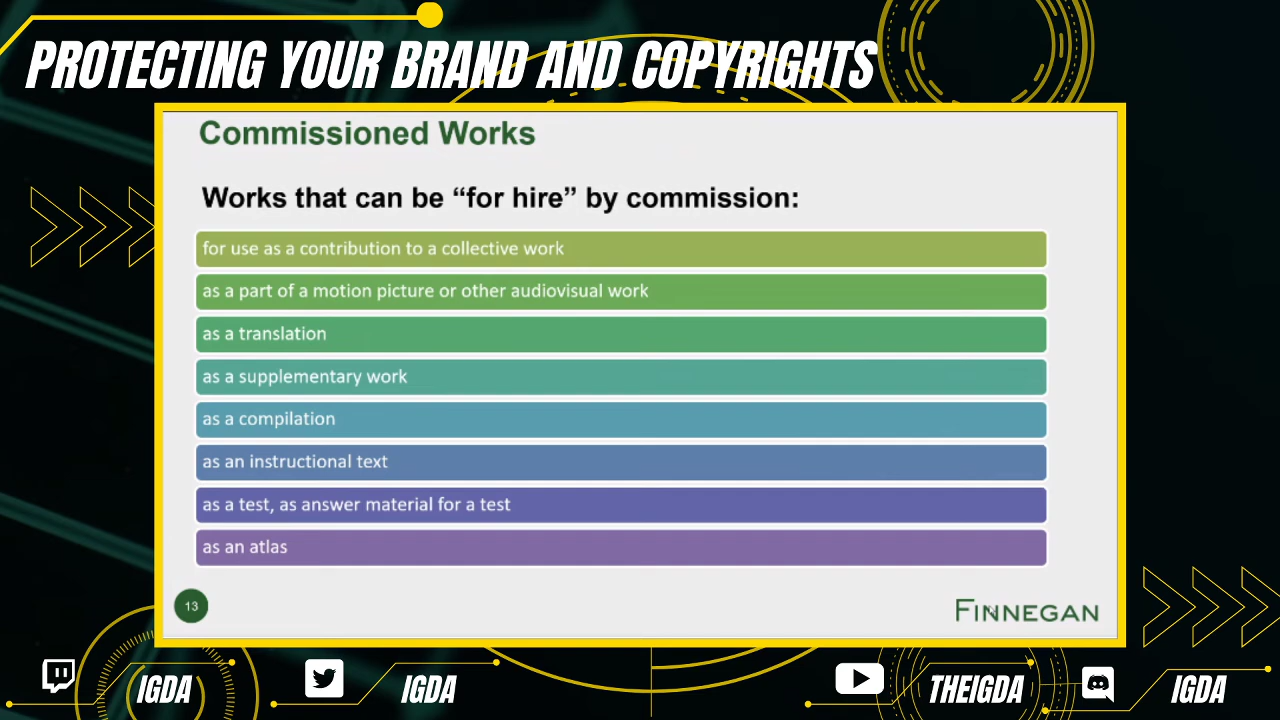 PROTECTING YOUR BRAND AND COPYRIGHTS
Commissioned Works
Works that can be “for hire” by commission:
for use as a contribution to a collective work
as a part of a motion picture or other audiovisual work
as a translation
as a supplementary work
as a compilation
as an instructional text
as a test, as answer material for a test
as an atlas
13
FINNEGAN
IGDA
IGDA
THEIGDA
IGDA